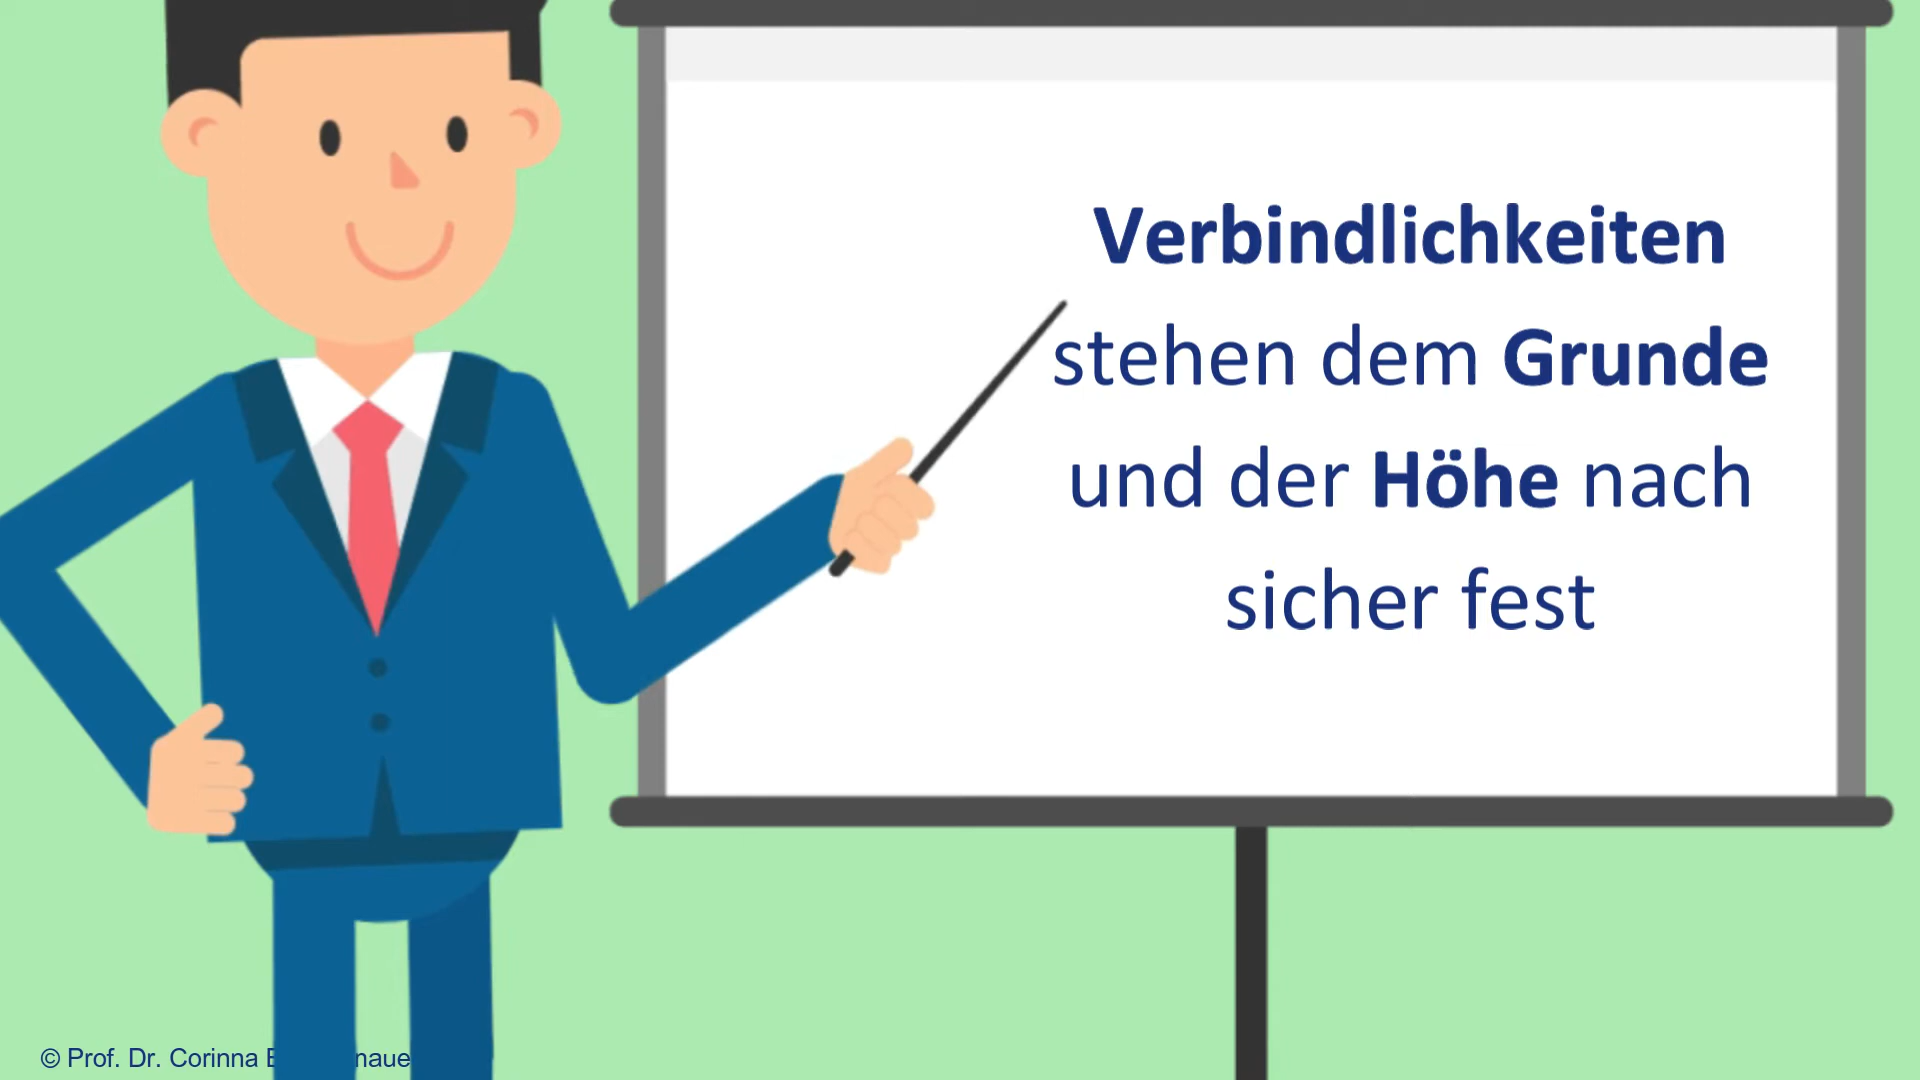 Verbindlichkeiten
stehen dem Grunde
und der Höhe nach
sicher fest
© Prof. Dr. Corinna